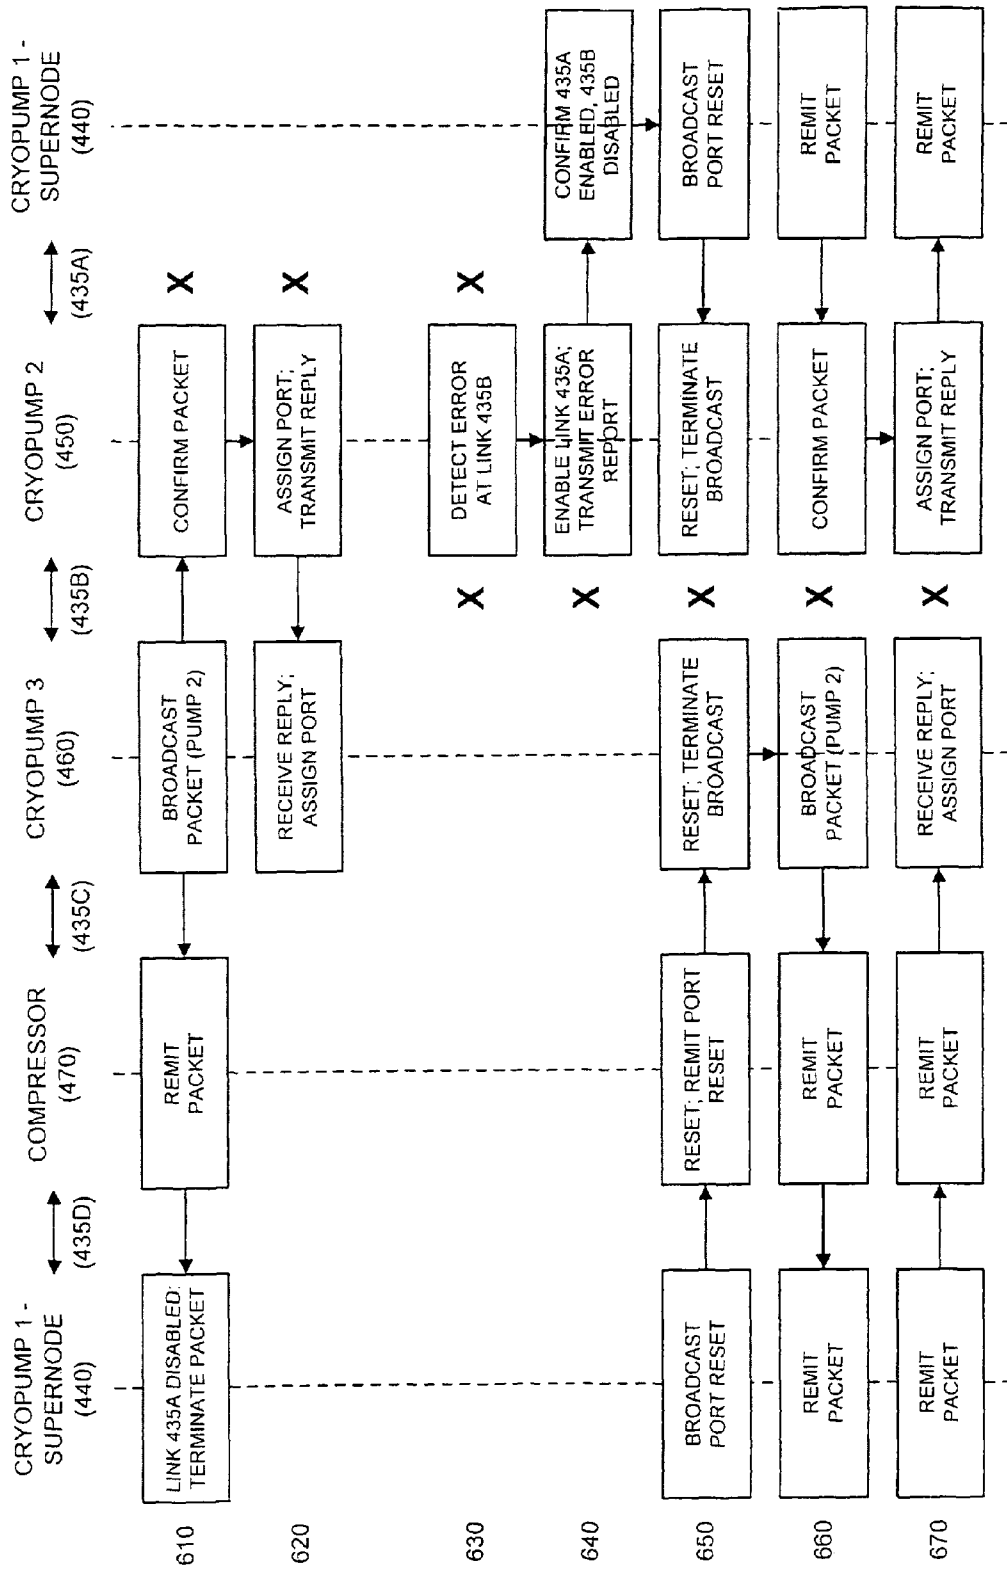 CRYOPUMP 1 -
SUPERNODE
(440)
(435D)
COMPRESSOR
(470)
(435C)
CRYOPUMP 3
(460)
(435B)
CRYOPUMP 2
(450)
(435A)
CRYOPUMP 1 -
SUPERNODE
(440)
610
LINK 435A DISABLED;
TERMINATE PACKET
REMIT
PACKET
BROADCAST
PACKET (PUMP 2)
CONFIRM PACKET
X
620
RECEIVE REPLY;
ASSIGN PORT
ASSIGN PORT;
TRANSMIT REPLY
X
630
X
DETECT ERROR
AT LINK 435B
X
640
X
ENABLE LINK 435A;
TRANSMIT ERROR
REPORT
CONFIRM 435A
ENABLED, 435B
DISABLED
650
BROADCAST
PORT RESET
RESET; REMIT PORT
RESET
RESET; TERMINATE
BROADCAST
X
RESET; TERMINATE
BROADCAST
BROADCAST
PORT RESET
660
REMIT
PACKET
REMIT
PACKET
BROADCAST
PACKET (PUMP 2)
X
CONFIRM PACKET
REMIT
PACKET
670
REMIT
PACKET
REMIT
PACKET
RECEIVE REPLY;
ASSIGN PORT
X
ASSIGN PORT;
TRANSMIT REPLY
REMIT
PACKET